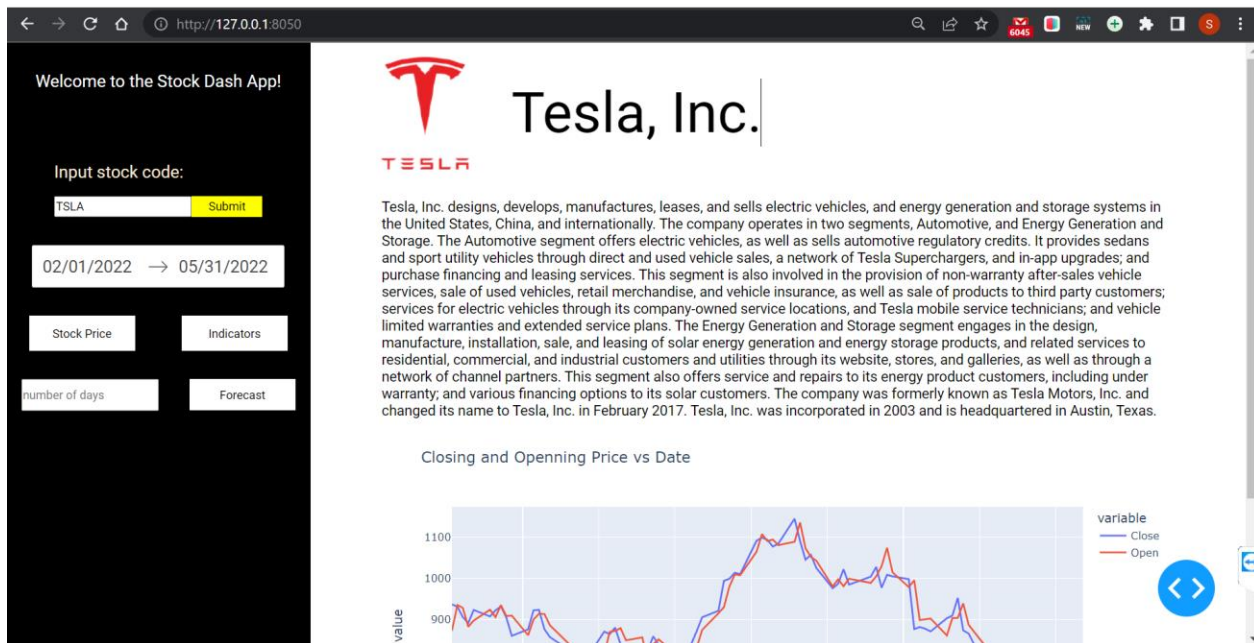 http://127.0.0.1:8050
6045
NEW
S
Welcome to the Stock Dash App!
Input stock code:
TSLA
Submit
02/01/2022 → 05/31/2022
Stock Price
Indicators
number of days
Forecast
TESLA
Tesla, Inc.
Tesla, Inc. designs, develops, manufactures, leases, and sells electric vehicles, and energy generation and storage systems in
the United States, China, and internationally. The company operates in two segments, Automotive, and Energy Generation and
Storage. The Automotive segment offers electric vehicles, as well as sells automotive regulatory credits. It provides sedans
and sport utility vehicles through direct and used vehicle sales, a network of Tesla Superchargers, and in-app upgrades; and
purchase financing and leasing services. This segment is also involved in the provision of non-warranty after-sales vehicle
services, sale of used vehicles, retail merchandise, and vehicle insurance, as well as sale of products to third party customers;
services for electric vehicles through its company-owned service locations, and Tesla mobile service technicians; and vehicle
limited warranties and extended service plans. The Energy Generation and Storage segment engages in the design,
manufacture, installation, sale, and leasing of solar energy generation and energy storage products, and related services to
residential, commercial, and industrial customers and utilities through its website, stores, and galleries, as well as through a
network of channel partners. This segment also offers service and repairs to its energy product customers, including under
warranty; and various financing options to its solar customers. The company was formerly known as Tesla Motors, Inc. and
changed its name to Tesla, Inc. in February 2017. Tesla, Inc. was incorporated in 2003 and is headquartered in Austin, Texas.
Closing and Openning Price vs Date
variable
Close
Open
1100
1000
900
value